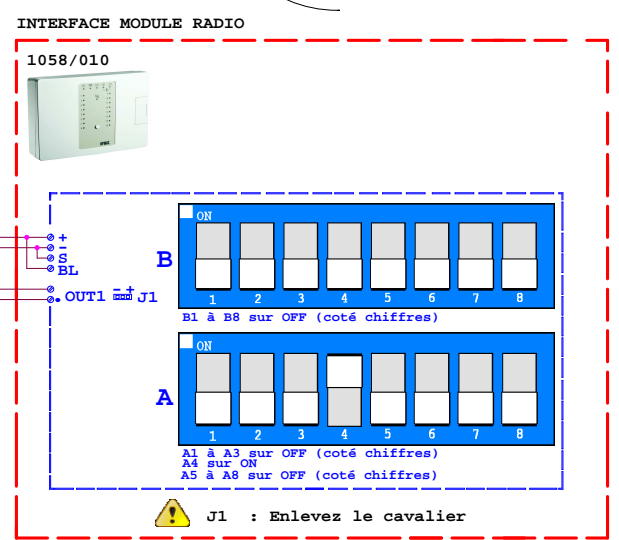 INTERFACE MODULE RADIO
1058/010
+
-
S
BL
OUT1 - + J1
B
ON
1 2 3 4 5 6 7 8
B1 à B8 sur OFF (coté chiffres)
A
ON
1 2 3 4 5 6 7 8
A1 à A3 sur OFF (coté chiffres)
A4 sur ON
A5 à A8 sur OFF (coté chiffres)
J1 : Enlevez le cavalier